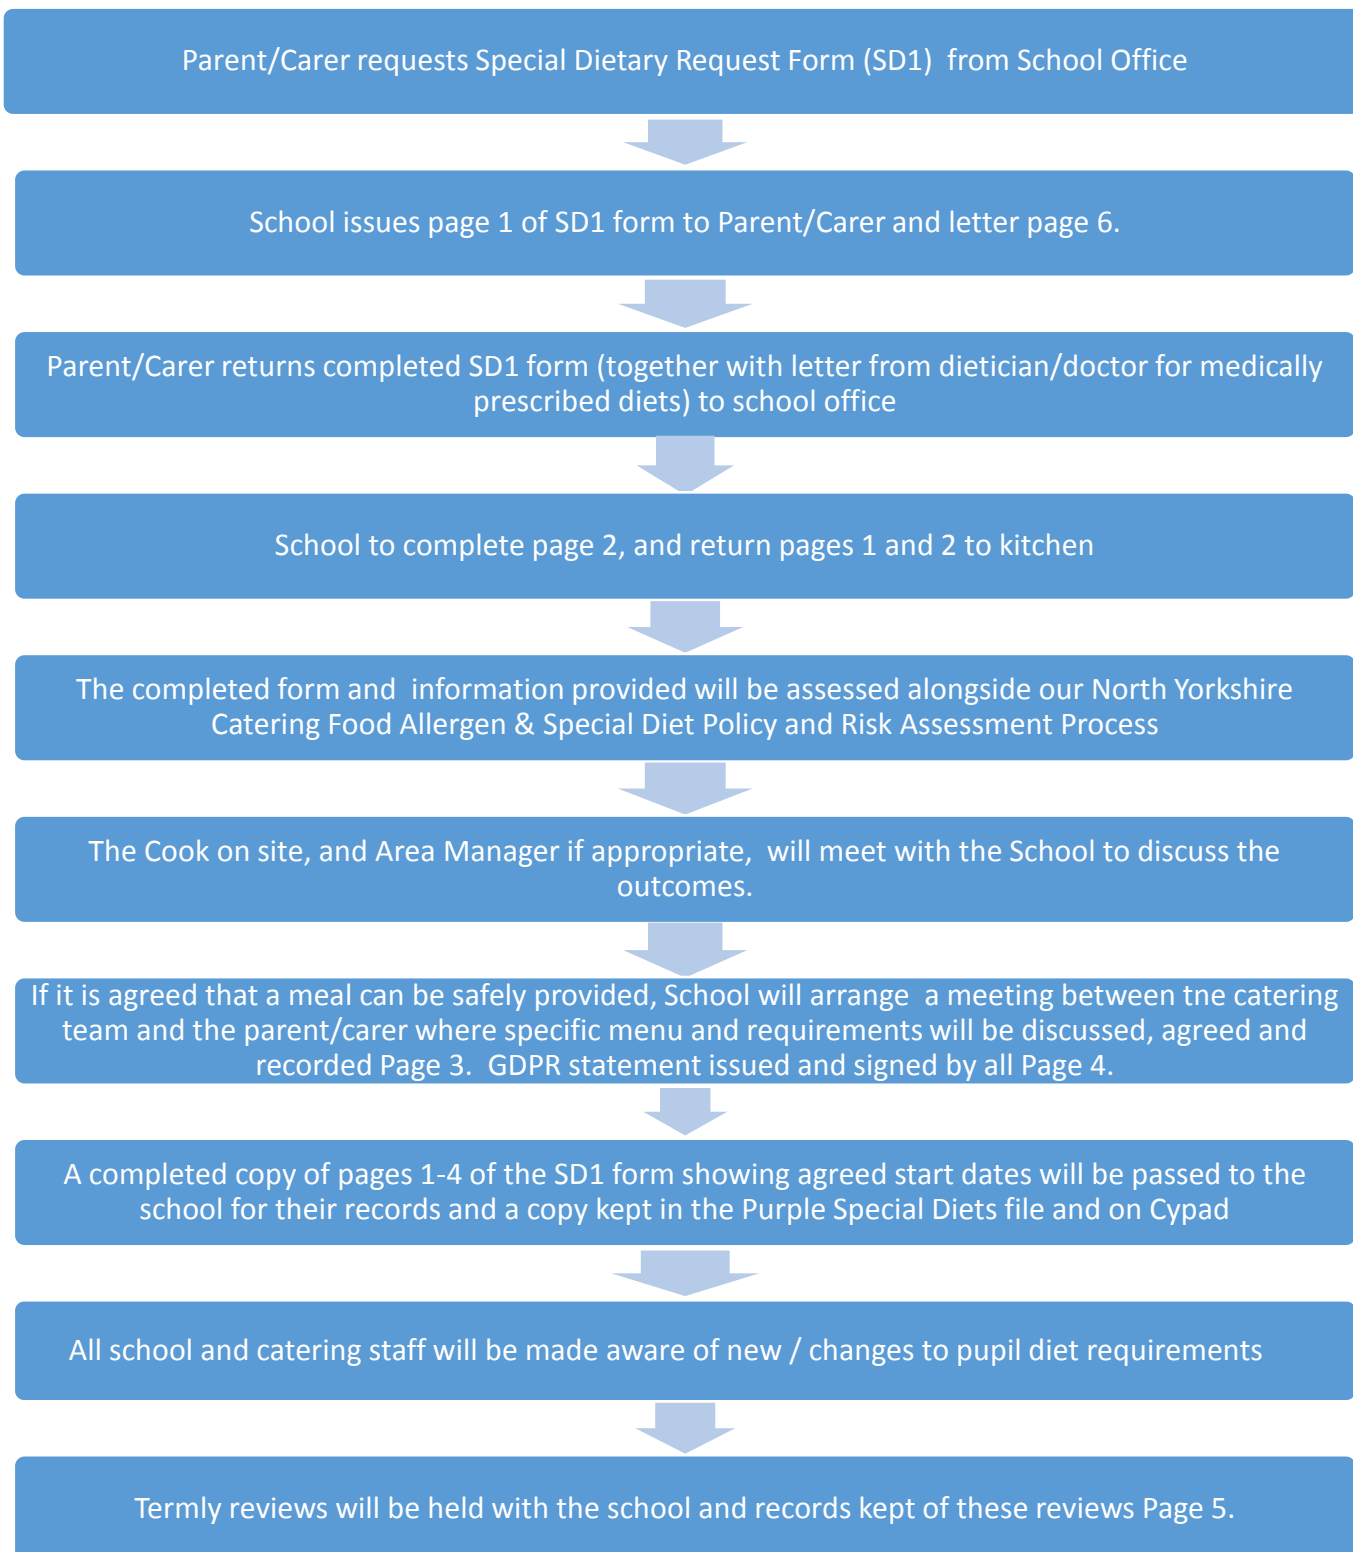 Parent/Carer requests Special Dietary Request Form (SD1)  from School Office
School issues page 1 of SD1 form to Parent/Carer and letter page 6.
Parent/Carer returns completed SD1 form (together with letter from dietician/doctor for medically
prescribed diets) to school office
School to complete page 2, and return pages 1 and 2 to kitchen
The completed form and  information provided will be assessed alongside our North Yorkshire
Catering Food Allergen & Special Diet Policy and Risk Assessment Process
The Cook on site, and Area Manager if appropriate,  will meet with the School to discuss the
outcomes.
If it is agreed that a meal can be safely provided, School will arrange  a meeting between tne catering
team and the parent/carer where specific menu and requirements will be discussed, agreed and
recorded Page 3.  GDPR statement issued and signed by all Page 4.
A completed copy of pages 1-4 of the SD1 form showing agreed start dates will be passed to the
school for their records and a copy kept in the Purple Special Diets file and on Cypad
All school and catering staff will be made aware of new / changes to pupil diet requirements
Termly reviews will be held with the school and records kept of these reviews Page 5.